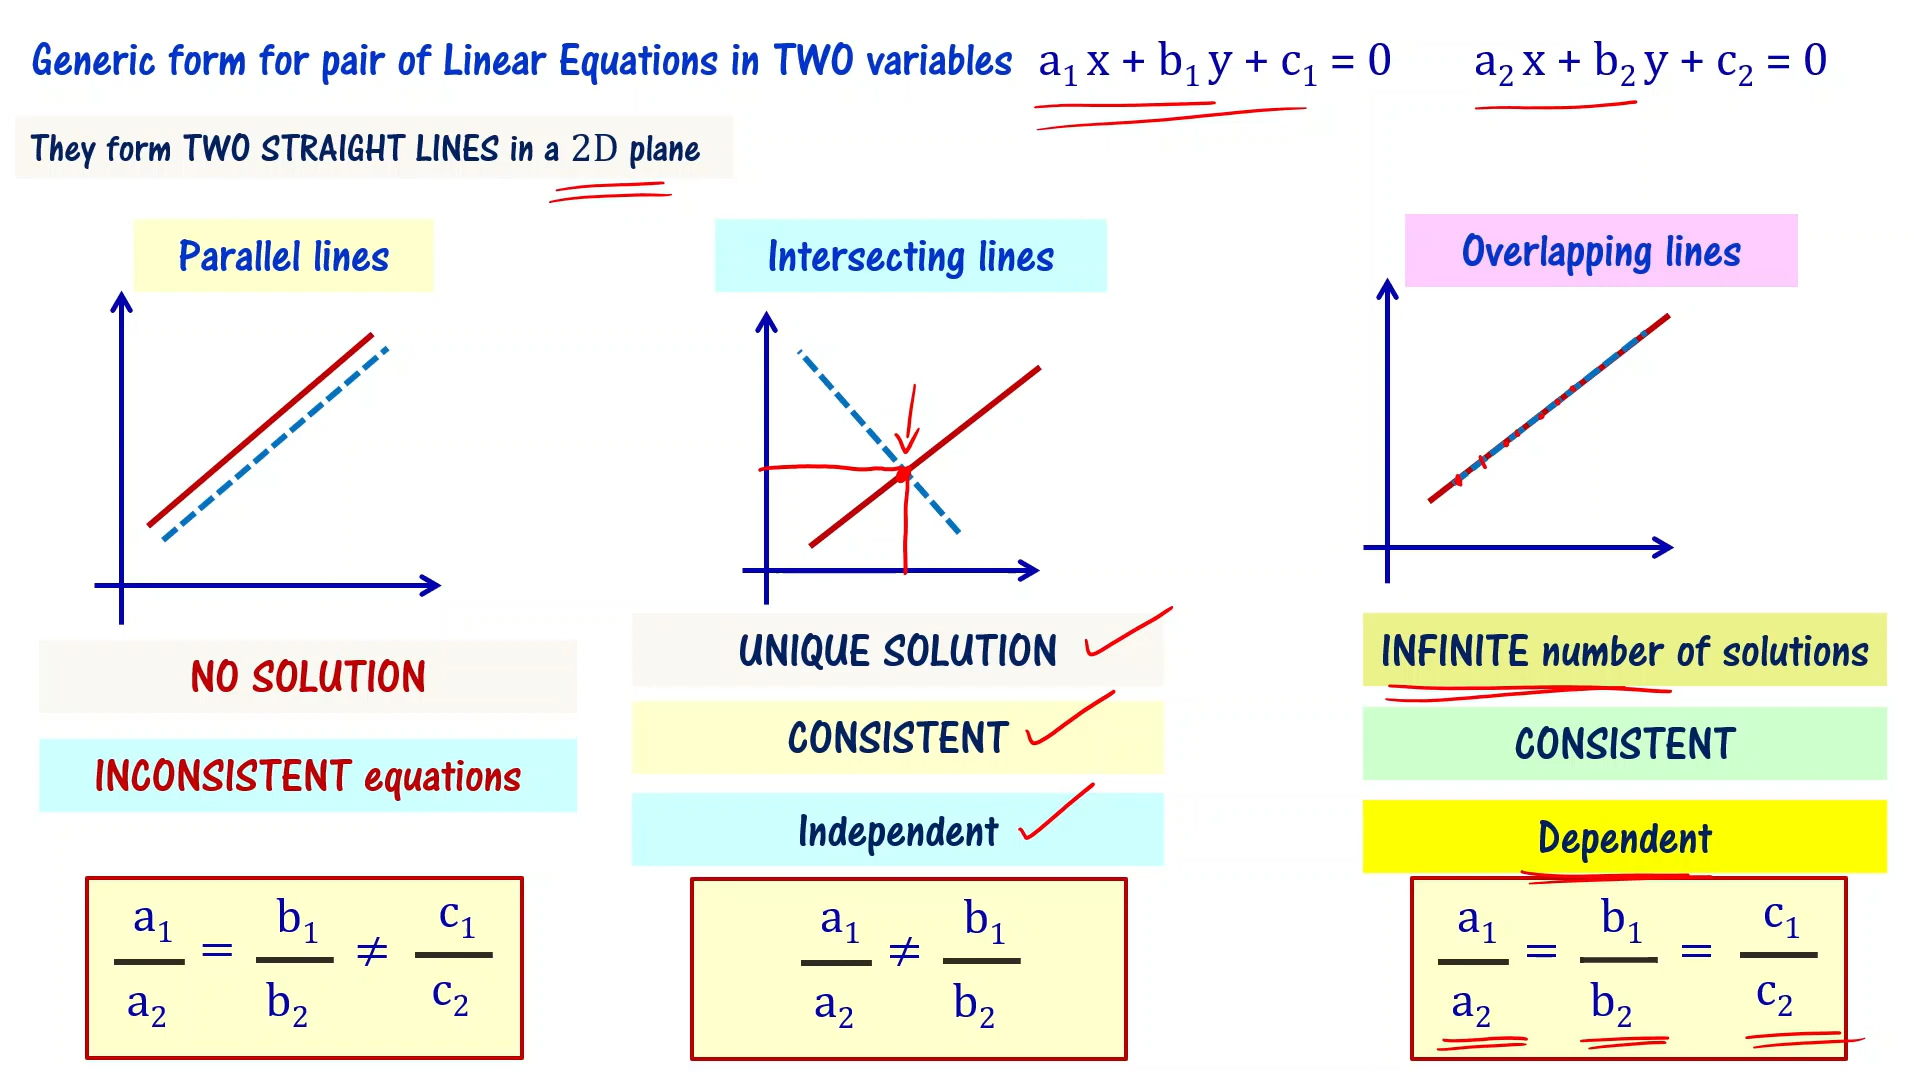 Generic form for pair of Linear Equations in TWO variables a₁x + b₁y + c₁ = 0 a₂x + b₂y + c₂ = 0
They form TWO STRAIGHT LINES in a 2D plane
Parallel lines
NO SOLUTION
INCONSISTENT equations
a₁/a₂ = b₁/b₂ ≠ c₁/c₂
Intersecting lines
UNIQUE SOLUTION
CONSISTENT
Independent
a₁/a₂ ≠ b₁/b₂
Overlapping lines
INFINITE number of solutions
CONSISTENT
Dependent
a₁/a₂ = b₁/b₂ = c₁/c₂